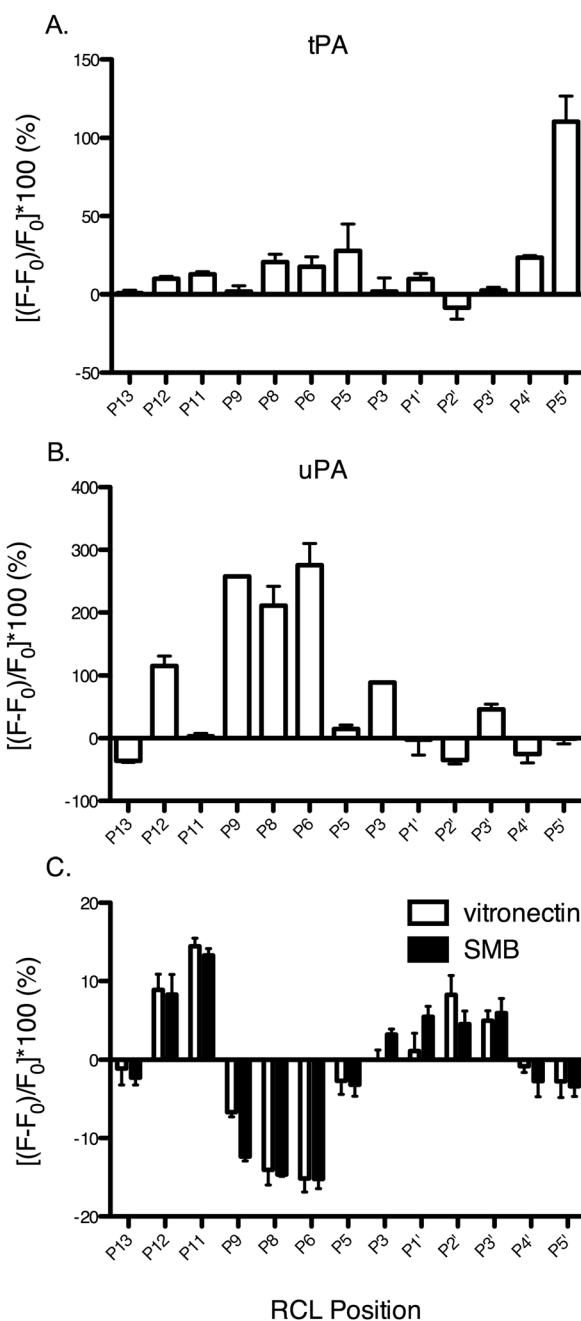 A.
tPA
[(F-F₀)/F₀]*100 (%)
150
100
50
0
-50
P13 P12 P11 P9 P8 P6 P5 P3 P1' P2' P3' P4' P5'
B.
uPA
[(F-F₀)/F₀]*100 (%)
400
300
200
100
0
-100
P13 P12 P11 P9 P8 P6 P5 P3 P1' P2' P3' P4' P5'
C.
vitronectin
SMB
[(F-F₀)/F₀]*100 (%)
20
10
0
-10
-20
P13 P12 P11 P9 P8 P6 P5 P3 P1' P2' P3' P4' P5'
RCL Position